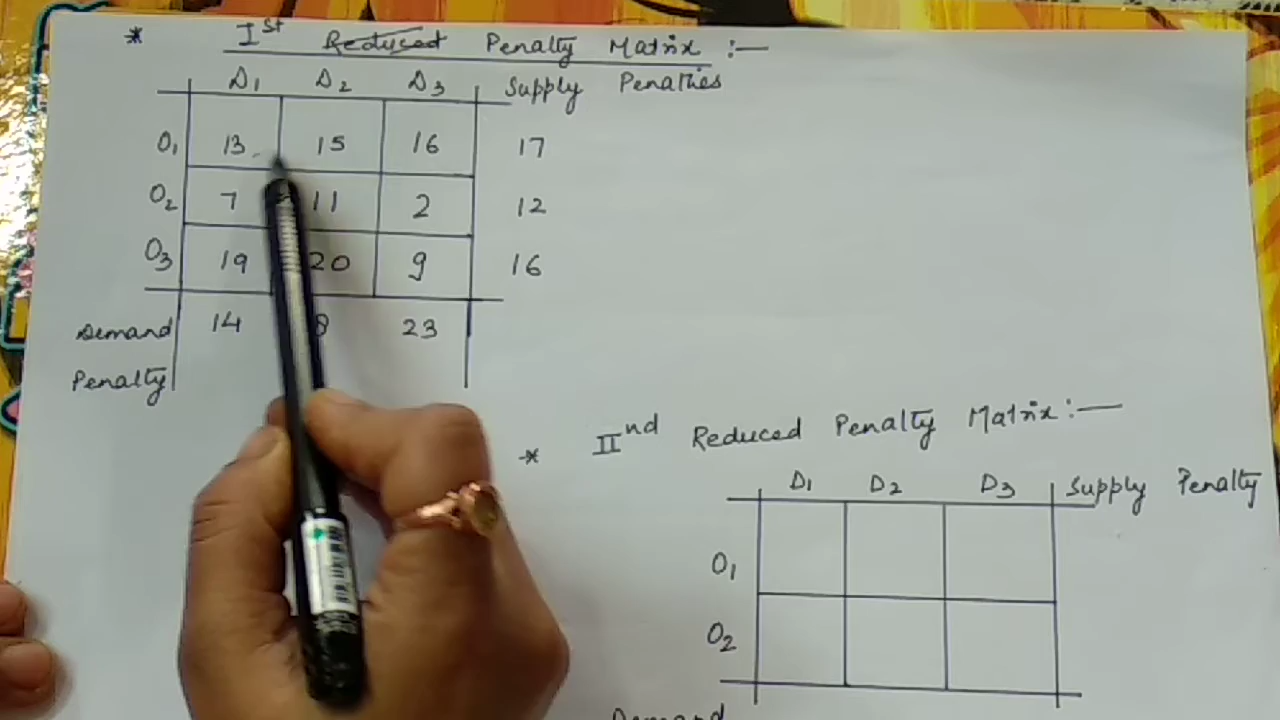 * Ist Reduced Penalty Matrix :—
D1 D2 D3 Supply Penalties
O1 13 15 16 17
O2 7 11 2 12
O3 19 20 9 16
Demand 14 8 23
Penalty
* IInd Reduced Penalty Matrix :—
D1 D2 D3 Supply Penalty
O1
O2
Demand